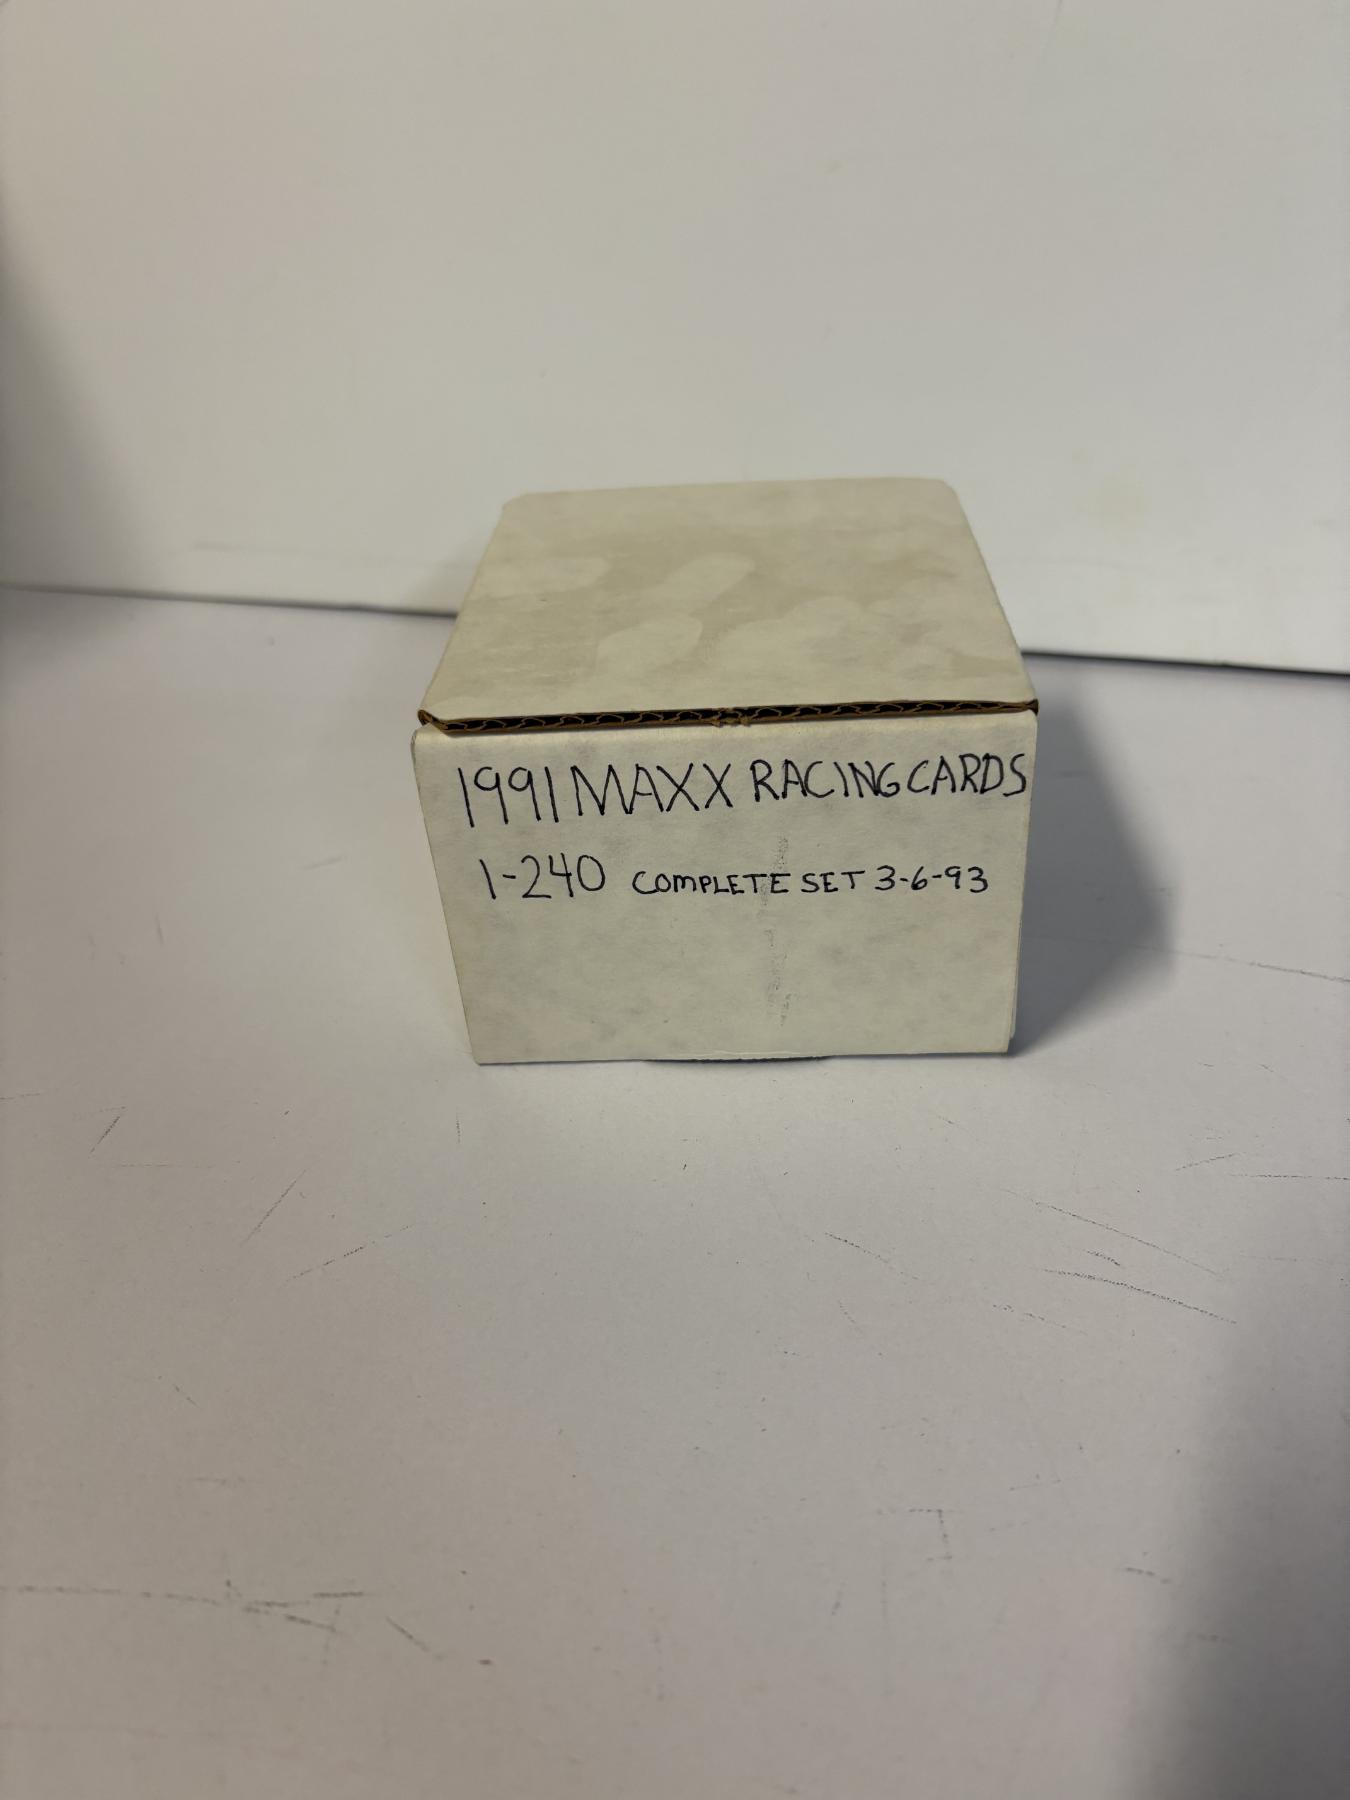 1991 MAXX RACING CARDS
1-240 COMPLETE SET 3-6-93